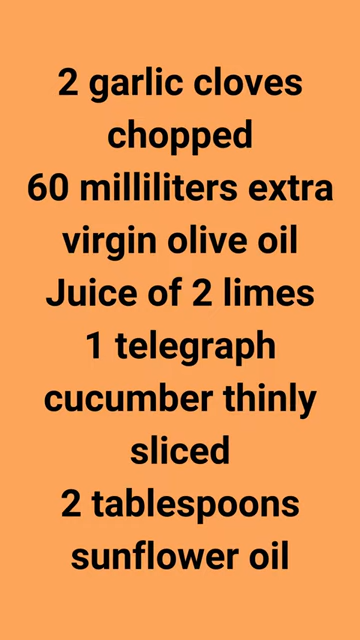 2 garlic cloves
chopped
60 milliliters extra
virgin olive oil
Juice of 2 limes
1 telegraph
cucumber thinly
sliced
2 tablespoons
sunflower oil